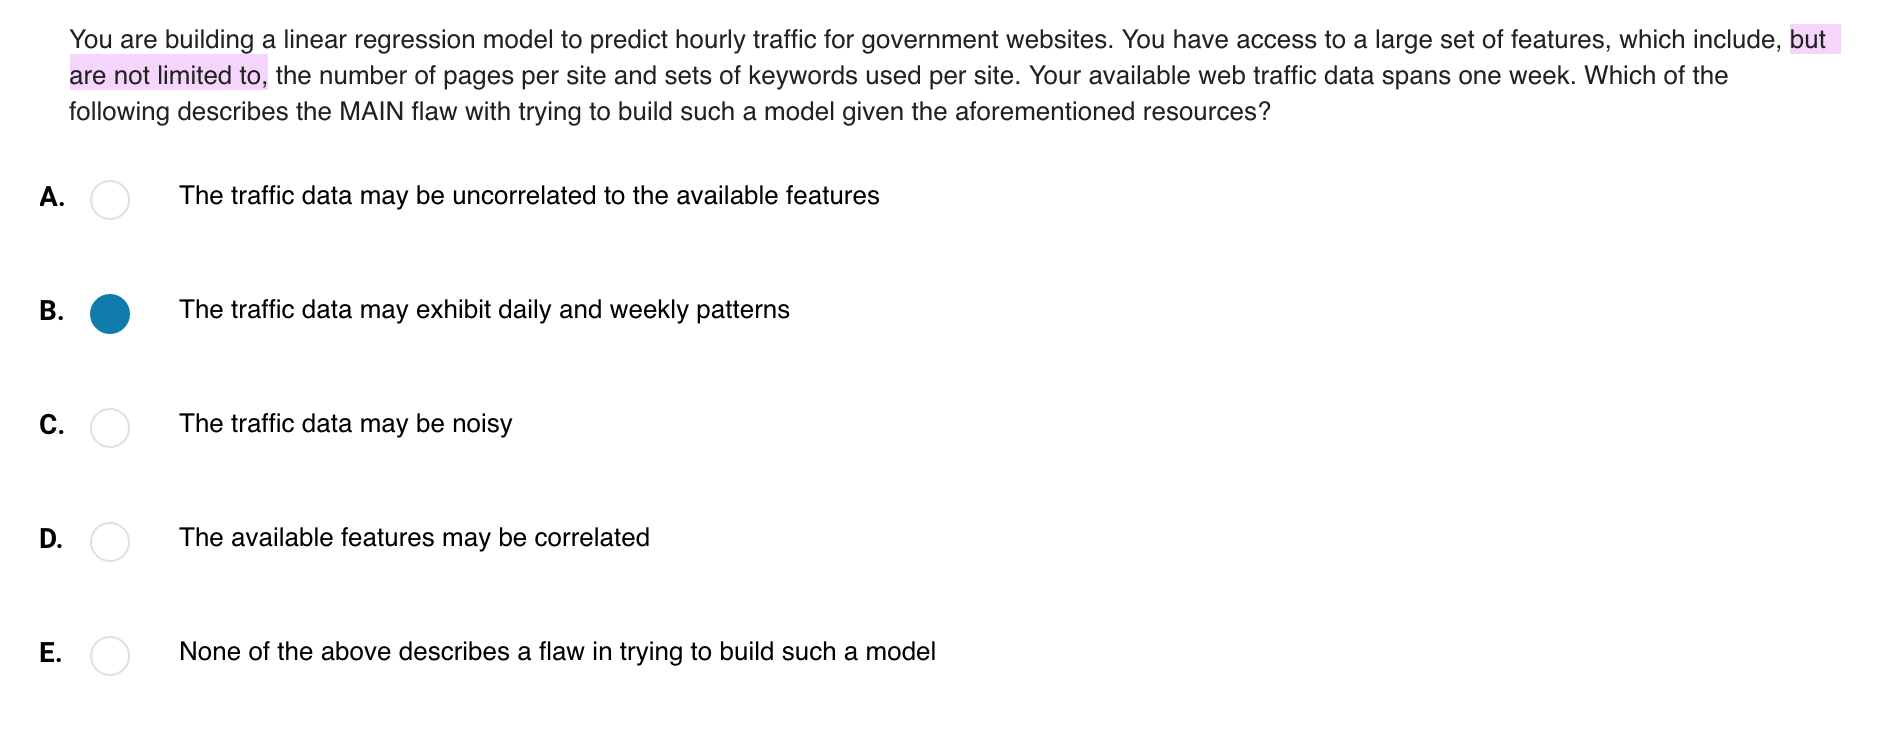 You are building a linear regression model to predict hourly traffic for government websites. You have access to a large set of features, which include, but
are not limited to, the number of pages per site and sets of keywords used per site. Your available web traffic data spans one week. Which of the
following describes the MAIN flaw with trying to build such a model given the aforementioned resources?
A. The traffic data may be uncorrelated to the available features
B. The traffic data may exhibit daily and weekly patterns
C. The traffic data may be noisy
D. The available features may be correlated
E. None of the above describes a flaw in trying to build such a model